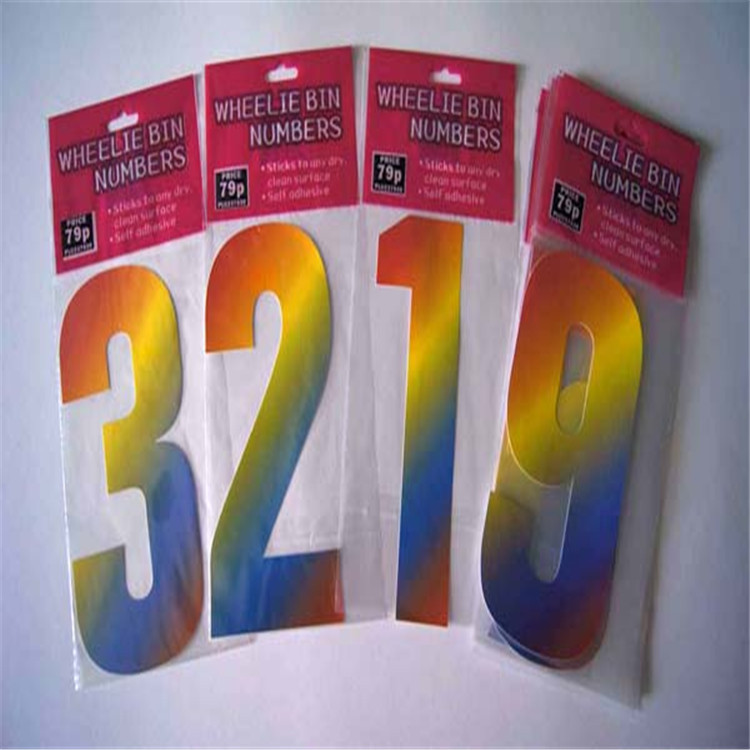 WHEELIE BIN
NUMBERS
• Sticks to any dry,
clean surface
• Self adhesive
PRICE
79p
3
WHEELIE BIN
NUMBERS
• Sticks to any dry,
clean surface
• Self adhesive
PRICE
79p
2
WHEELIE BIN
NUMBERS
• Sticks to any dry,
clean surface
• Self adhesive
PRICE
79p
1
WHEELIE BIN
NUMBERS
• Sticks to any dry,
clean surface
• Self adhesive
PRICE
79p
9